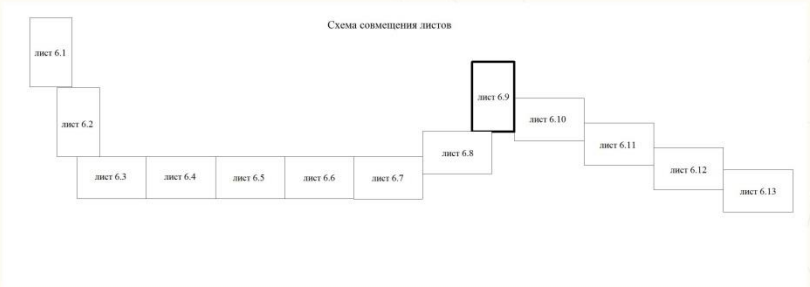 Схема совмещения листов
лист 6.1
лист 6.2
лист 6.3
лист 6.4
лист 6.5
лист 6.6
лист 6.7
лист 6.8
лист 6.9
лист 6.10
лист 6.11
лист 6.12
лист 6.13